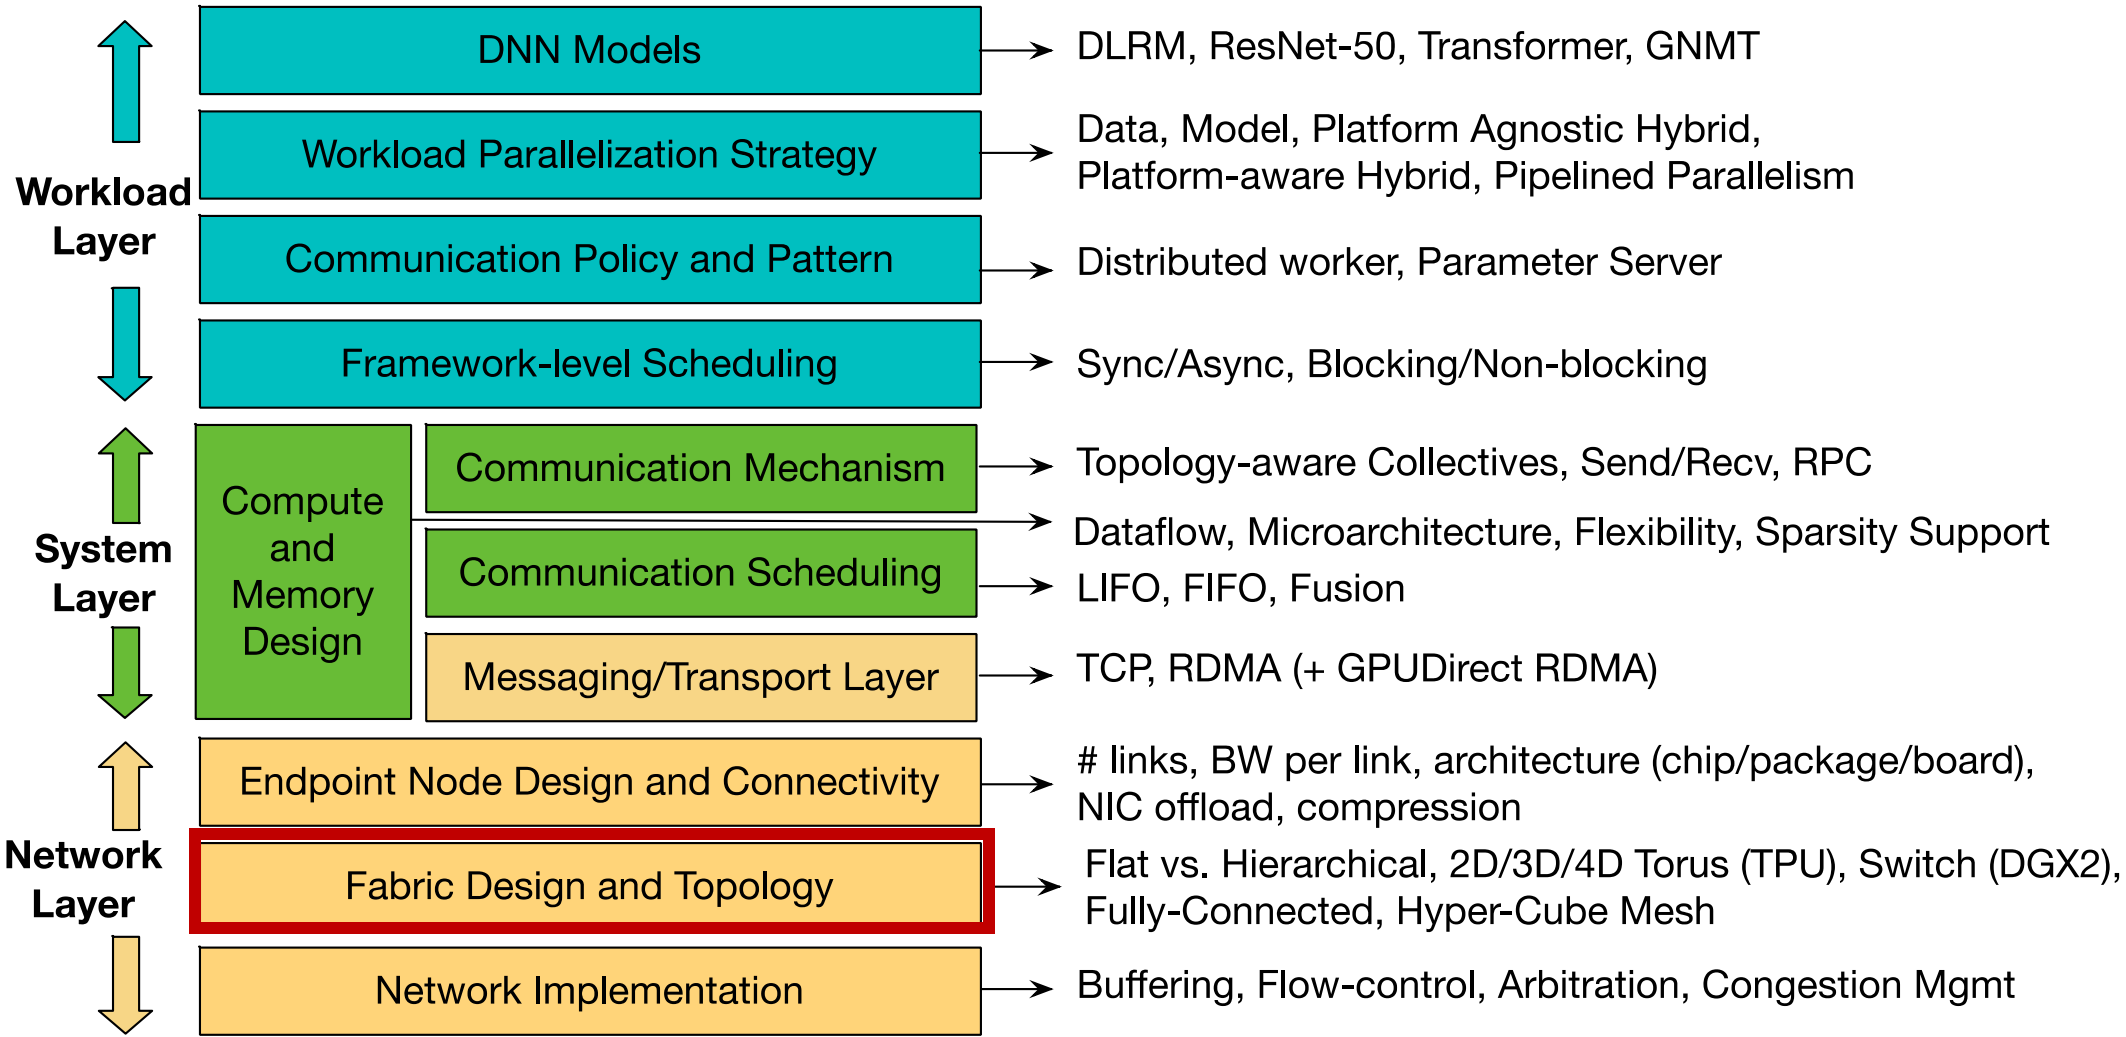 DNN Models
DLRM, ResNet-50, Transformer, GNMT
Workload Parallelization Strategy
Data, Model, Platform Agnostic Hybrid,
Platform-aware Hybrid, Pipelined Parallelism
Workload
Layer
Communication Policy and Pattern
Distributed worker, Parameter Server
Framework-level Scheduling
Sync/Async, Blocking/Non-blocking
System
Layer
Compute
and
Memory
Design
Communication Mechanism
Topology-aware Collectives, Send/Recv, RPC
Dataflow, Microarchitecture, Flexibility, Sparsity Support
Communication Scheduling
LIFO, FIFO, Fusion
Messaging/Transport Layer
TCP, RDMA (+ GPUDirect RDMA)
Network
Layer
Endpoint Node Design and Connectivity
# links, BW per link, architecture (chip/package/board),
NIC offload, compression
Fabric Design and Topology
Flat vs. Hierarchical, 2D/3D/4D Torus (TPU), Switch (DGX2),
Fully-Connected, Hyper-Cube Mesh
Network Implementation
Buffering, Flow-control, Arbitration, Congestion Mgmt